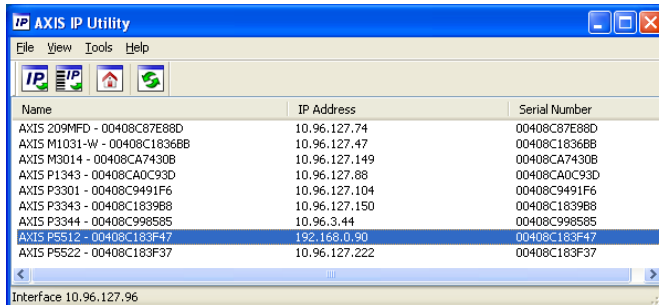 IP AXIS IP Utility
File View Tools Help
IP IP
Name IP Address Serial Number
AXIS 209MFD - 00408C87E88D 10.96.127.74 00408C87E88D
AXIS M1031-W - 00408C1836BB 10.96.127.47 00408C1836BB
AXIS M3014 - 00408CA7430B 10.96.127.149 00408CA7430B
AXIS P1343 - 00408CA0C93D 10.96.127.88 00408CA0C93D
AXIS P3301 - 00408C9491F6 10.96.127.104 00408C9491F6
AXIS P3343 - 00408C1839B8 10.96.127.150 00408C1839B8
AXIS P3344 - 00408C998585 10.96.3.44 00408C998585
AXIS P5512 - 00408C183F47 192.168.0.90 00408C183F47
AXIS P5522 - 00408C183F37 10.96.127.222 00408C183F37
Interface 10.96.127.96